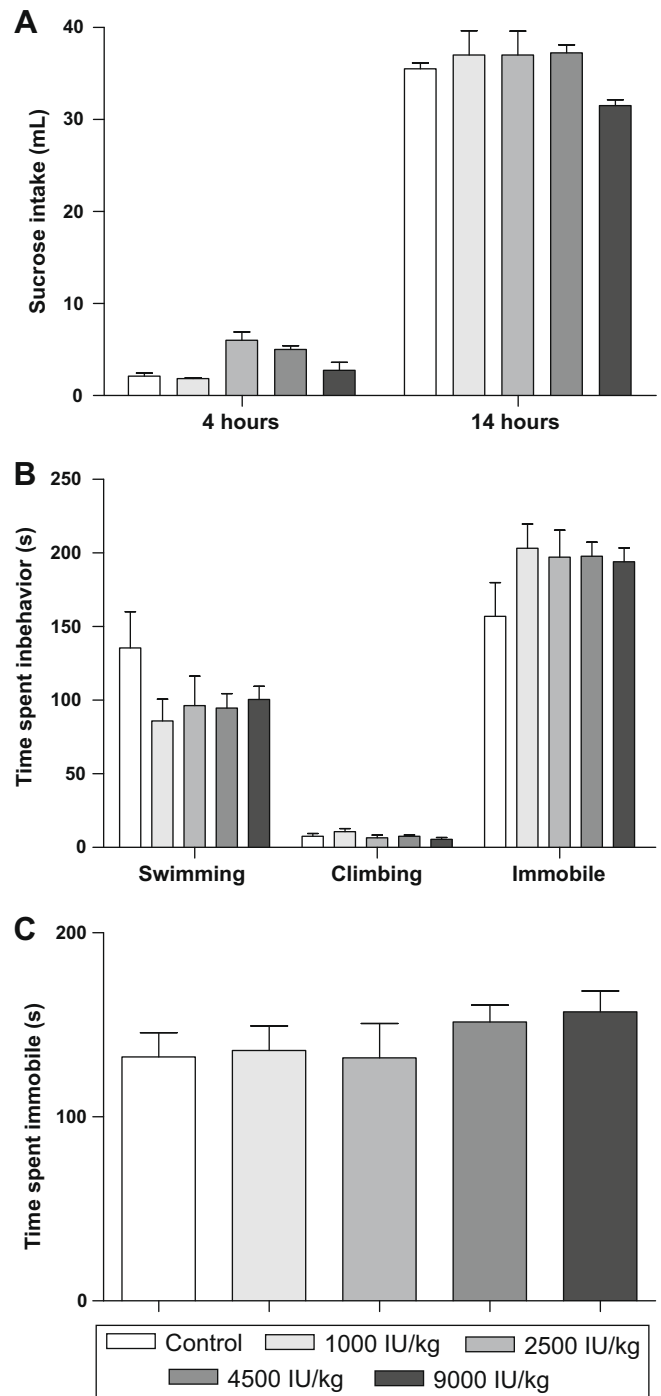 A
Sucrose intake (mL)
40
30
20
10
0
4 hours
14 hours
B
Time spent inbehavior (s)
250
200
150
100
50
0
Swimming
Climbing
Immobile
C
Time spent immobile (s)
200
100
0
Control
1000 IU/kg
2500 IU/kg
4500 IU/kg
9000 IU/kg